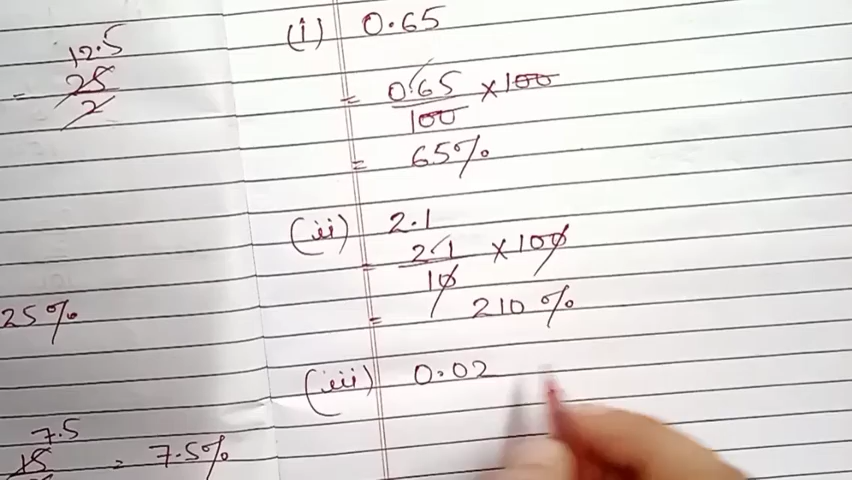 12.5
= 25
2
25%
7.5
15
= 7.5%
(i) 0.65
= 0.65 × 100
100
= 65%
(ii) 2.1
= 2.1 × 100
10
= 210%
(iii) 0.02